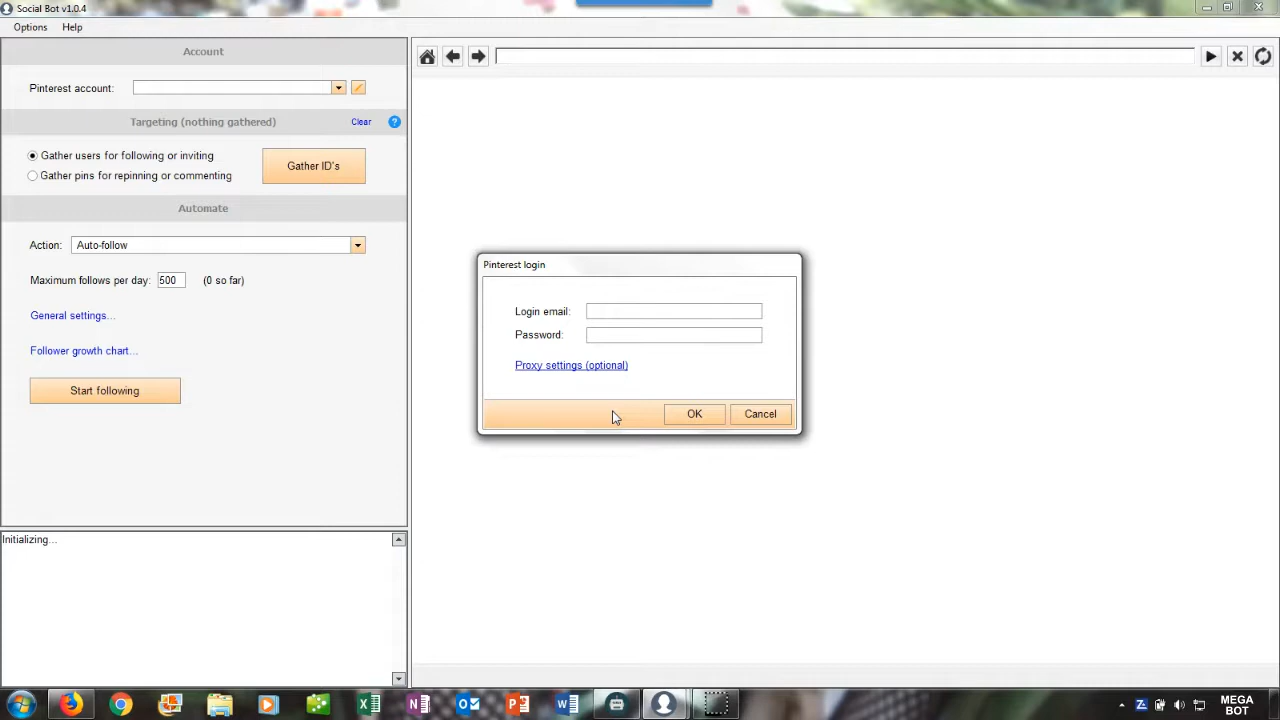 Social Bot v1.0.4
Options Help
Account
Pinterest account:
Targeting (nothing gathered) Clear ?
Gather users for following or inviting
Gather pins for repinning or commenting
Gather ID's
Automate
Action: Auto-follow
Maximum follows per day: 500 (0 so far)
General settings...
Follower growth chart...
Start following
Initializing...
Pinterest login
Login email:
Password:
Proxy settings (optional)
OK Cancel
MEGA
BOT